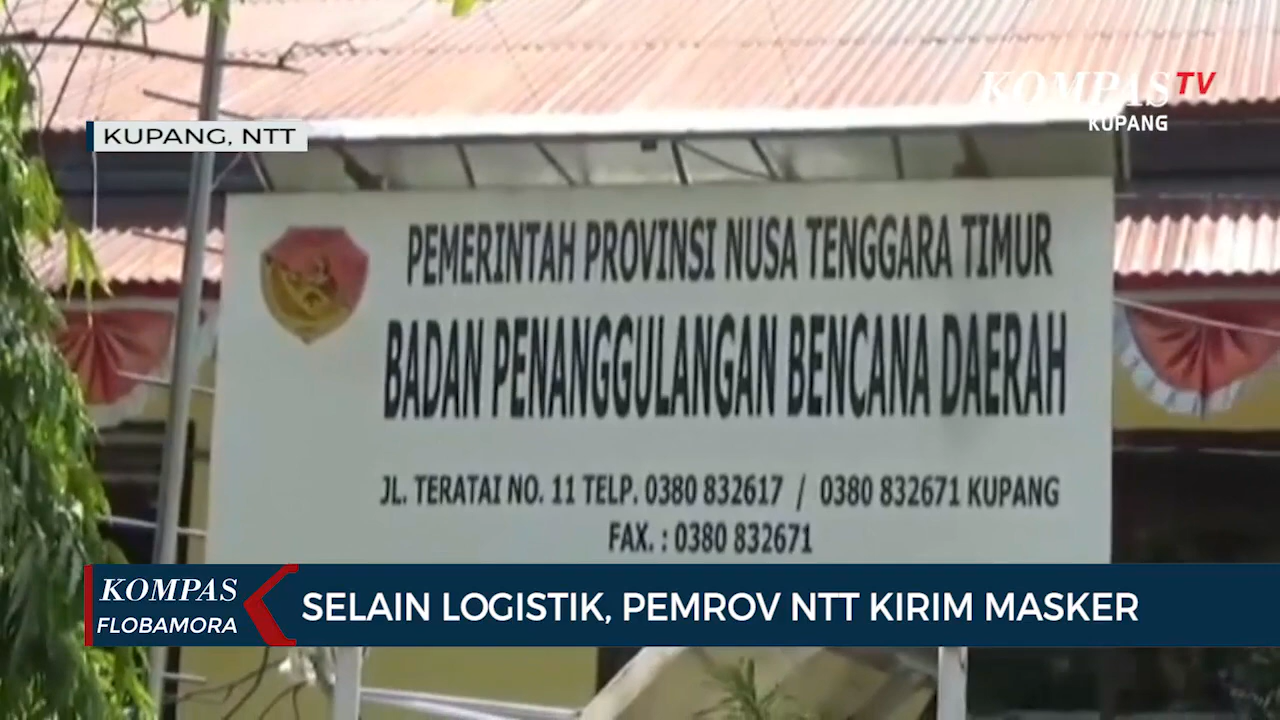 KOMPAS TV
KUPANG
KUPANG, NTT
PEMERINTAH PROVINSI NUSA TENGGARA TIMUR
BADAN PENANGGULANGAN BENCANA DAERAH
JL. TERATAI NO. 11 TELP. 0380 832617 / 0380 832671 KUPANG
FAX. : 0380 832671
KOMPAS
FLOBAMORA
SELAIN LOGISTIK, PEMROV NTT KIRIM MASKER